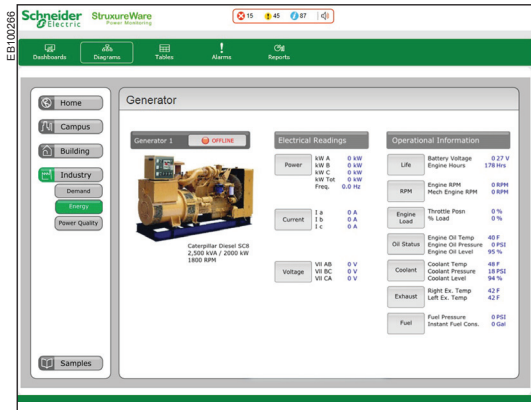 EB100266
Schneider Electric
StruxureWare
Power Monitoring
15 45 87
Dashboards Diagrams Tables Alarms Reports
Home
Campus
Building
Industry
Demand
Energy
Power Quality
Samples
Generator
Generator 1 OFFLINE
Caterpillar Diesel SC8
2,500 kVA / 2000 kW
1800 RPM
Electrical Readings
Power
kW A 0 kW
kW B 0 kW
kW C 0 kW
kW Tot 0 kW
Freq. 0.0 Hz
Current
I a 0 A
I b 0 A
I c 0 A
Voltage
Vll AB 0 V
Vll BC 0 V
Vll CA 0 V
Operational Information
Life
Battery Voltage 0.27 V
Engine Hours 178 Hrs
RPM
Engine RPM 0 RPM
Mech Engine RPM 0 RPM
Engine Load
Throttle Posn 0 %
% Load 0 %
Oil Status
Engine Oil Temp 40 F
Engine Oil Pressure 0 PSI
Engine Oil Level 95 %
Coolant
Coolant Temp 48 F
Coolant Pressure 18 PSI
Coolant Level 94 %
Exhaust
Right Ex. Temp 42 F
Left Ex. Temp 42 F
Fuel
Fuel Pressure 0 PSI
Instant Fuel Cons. 0 Gal